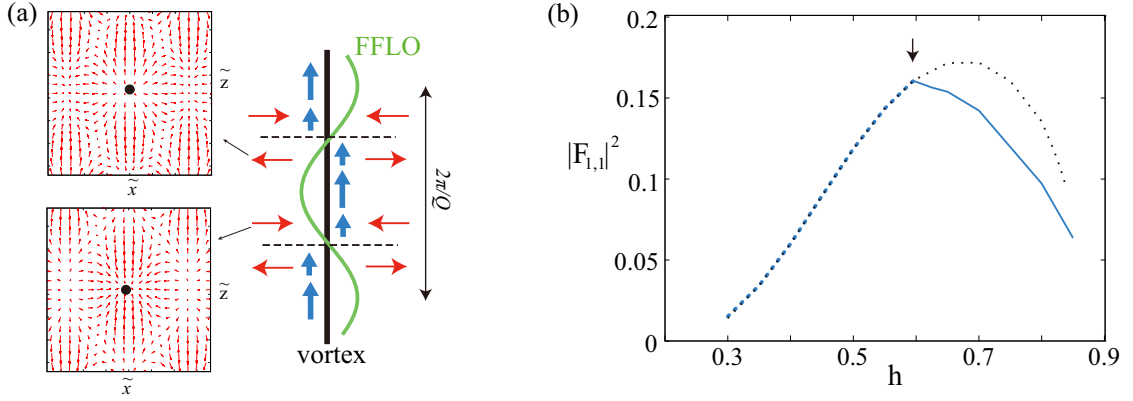 (a)
z̃
x̃
z̃
x̃
FFLO
2π/Q
vortex
(b)
|F1,1|²
0.2
0.15
0.1
0.05
0
0.3
0.5
0.7
0.9
h